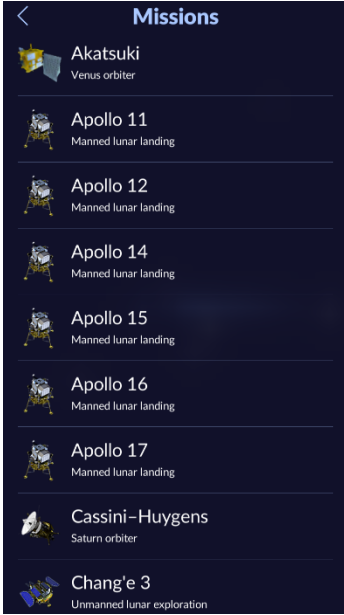 Missions
Akatsuki
Venus orbiter
Apollo 11
Manned lunar landing
Apollo 12
Manned lunar landing
Apollo 14
Manned lunar landing
Apollo 15
Manned lunar landing
Apollo 16
Manned lunar landing
Apollo 17
Manned lunar landing
Cassini–Huygens
Saturn orbiter
Chang'e 3
Unmanned lunar exploration